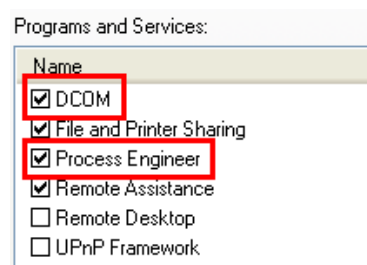 Programs and Services:
Name
DCOM
File and Printer Sharing
Process Engineer
Remote Assistance
Remote Desktop
UPnP Framework